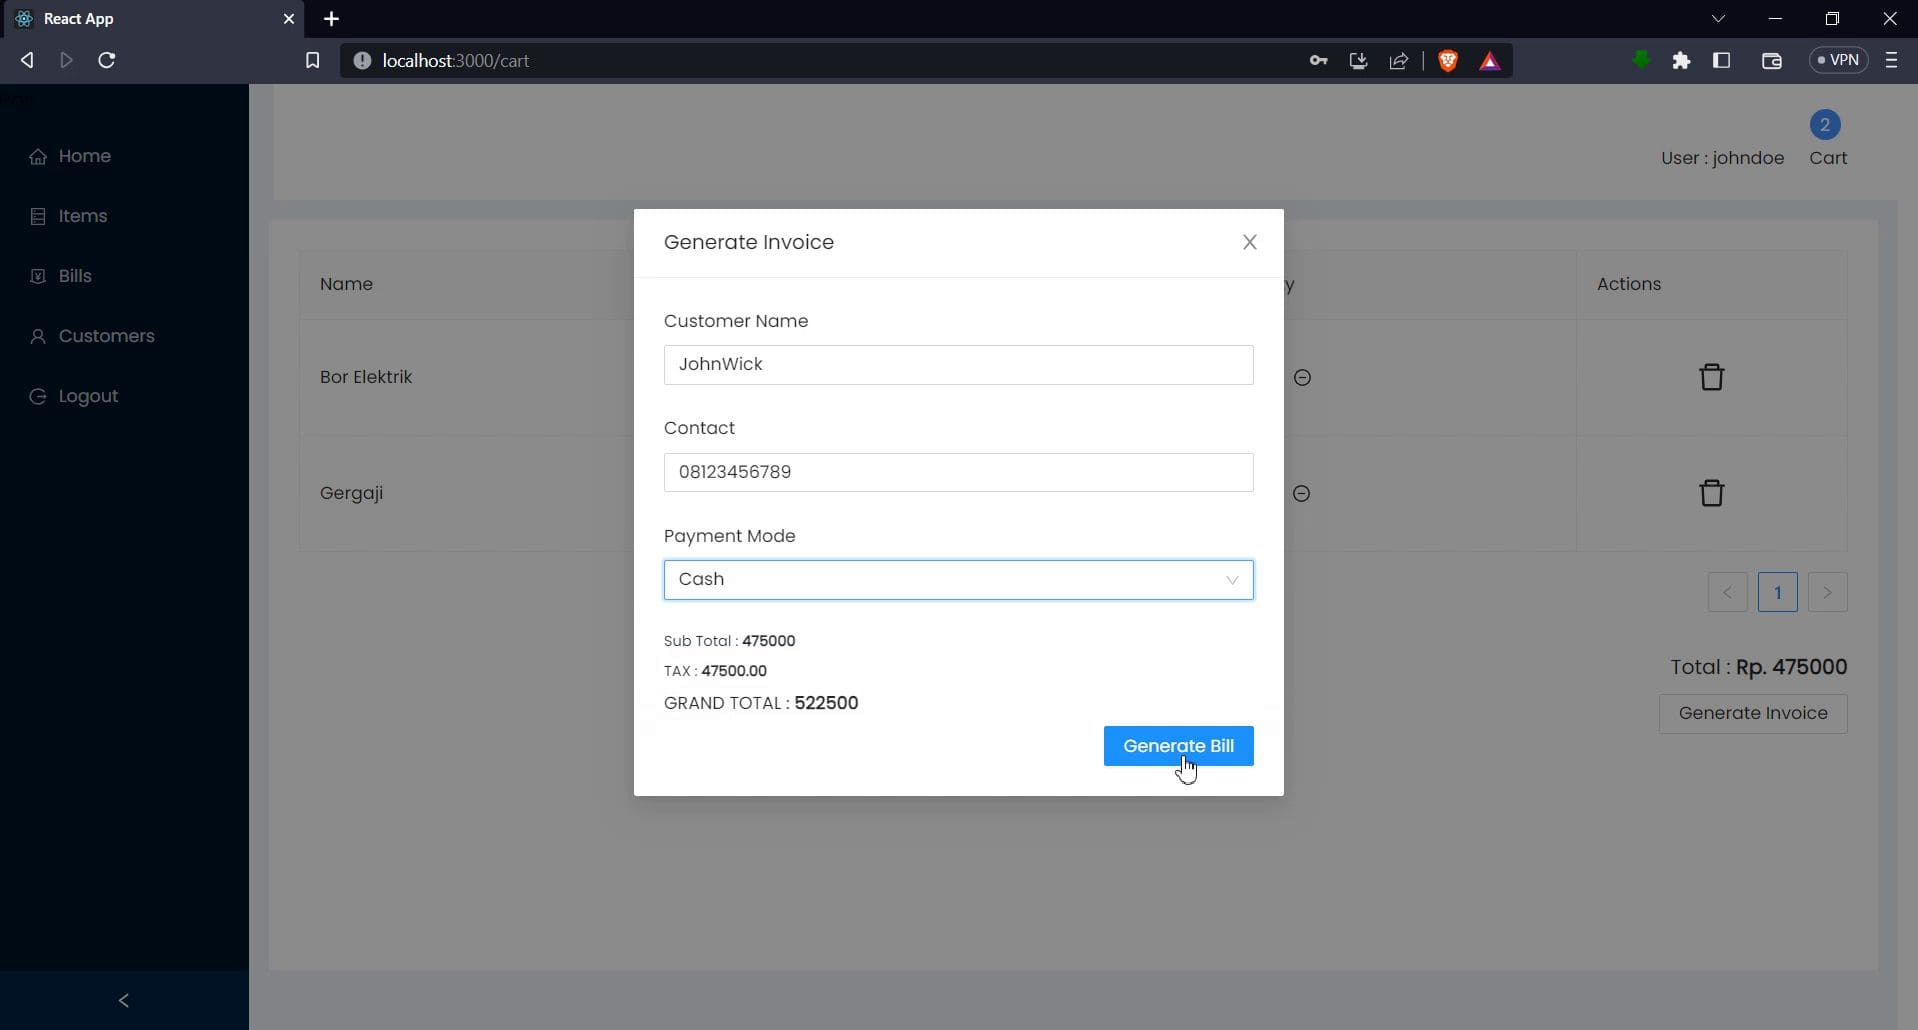 React App
localhost:3000/cart
VPN
Home
Items
Bills
Customers
Logout
2
User : johndoe
Cart
Name
y
Actions
Bor Elektrik
Gergaji
1
Total : Rp. 475000
Generate Invoice
Generate Invoice
Customer Name
JohnWick
Contact
08123456789
Payment Mode
Cash
Sub Total : 475000
TAX : 47500.00
GRAND TOTAL : 522500
Generate Bill